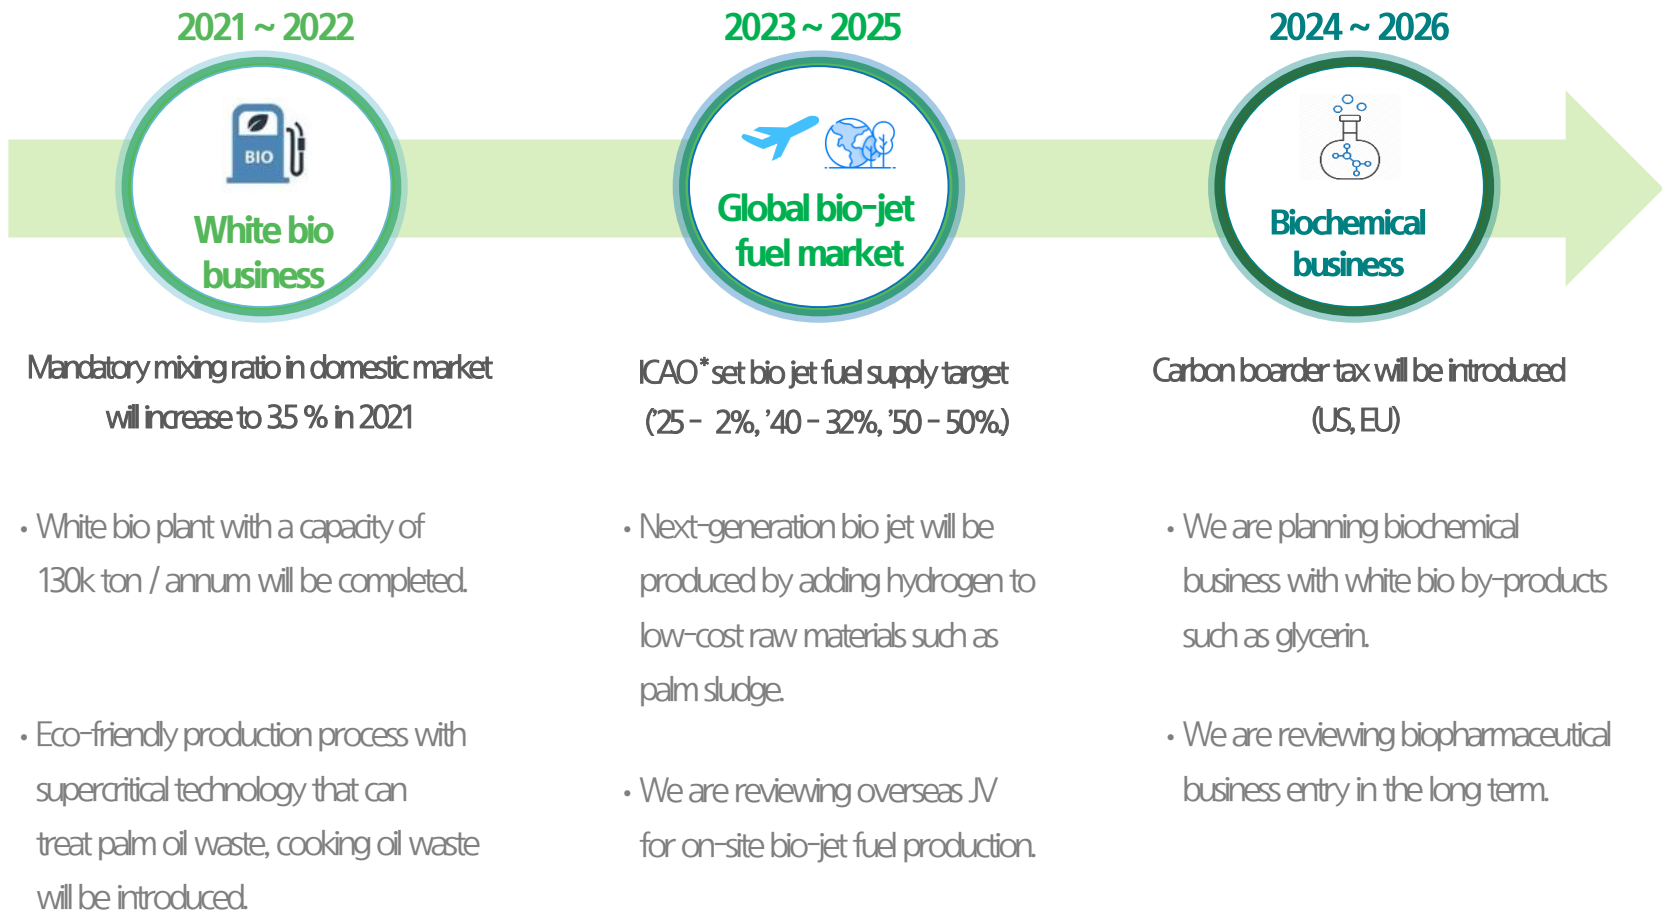 2021 ~ 2022
BIO
White bio
business
Mandatory mixing ratio in domestic market
will increase to 3.5 % in 2021
• White bio plant with a capacity of
130k ton / annum will be completed.
• Eco-friendly production process with
supercritical technology that can
treat palm oil waste, cooking oil waste
will be introduced.
2023 ~ 2025
Global bio-jet
fuel market
ICAO* set bio jet fuel supply target
('25 - 2%, '40 - 32%, '50 - 50%.)
• Next-generation bio jet will be
produced by adding hydrogen to
low-cost raw materials such as
palm sludge.
• We are reviewing overseas JV
for on-site bio-jet fuel production.
2024 ~ 2026
Biochemical
business
Carbon boarder tax will be introduced
(US, EU)
• We are planning biochemical
business with white bio by-products
such as glycerin.
• We are reviewing biopharmaceutical
business entry in the long term.